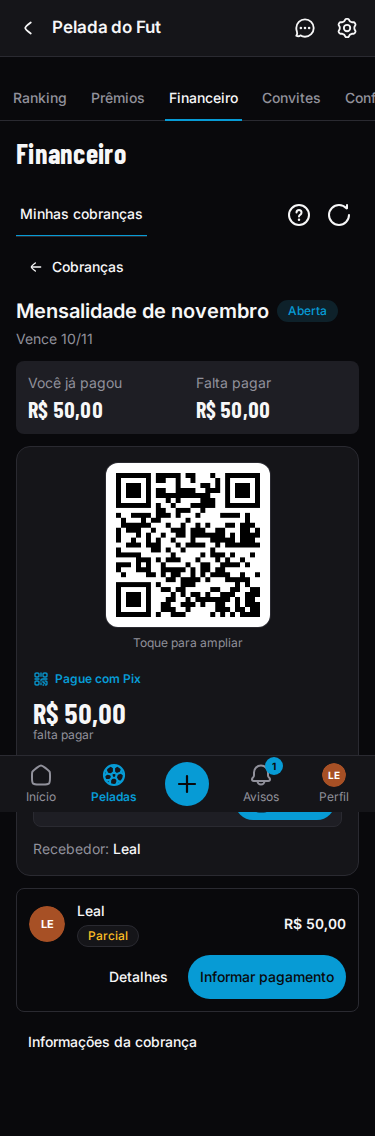 Pelada do Fut
Ranking Prêmios Financeiro Convites Conf
Financeiro
Minhas cobranças
Cobranças
Mensalidade de novembro Aberta
Vence 10/11
Você já pagou Falta pagar
R$ 50,00 R$ 50,00
Toque para ampliar
Pague com Pix
R$ 50,00
falta pagar
1
Início Peladas Avisos LE Perfil
Recebedor: Leal
LE Leal
Parcial
R$ 50,00
Detalhes Informar pagamento
Informações da cobrança